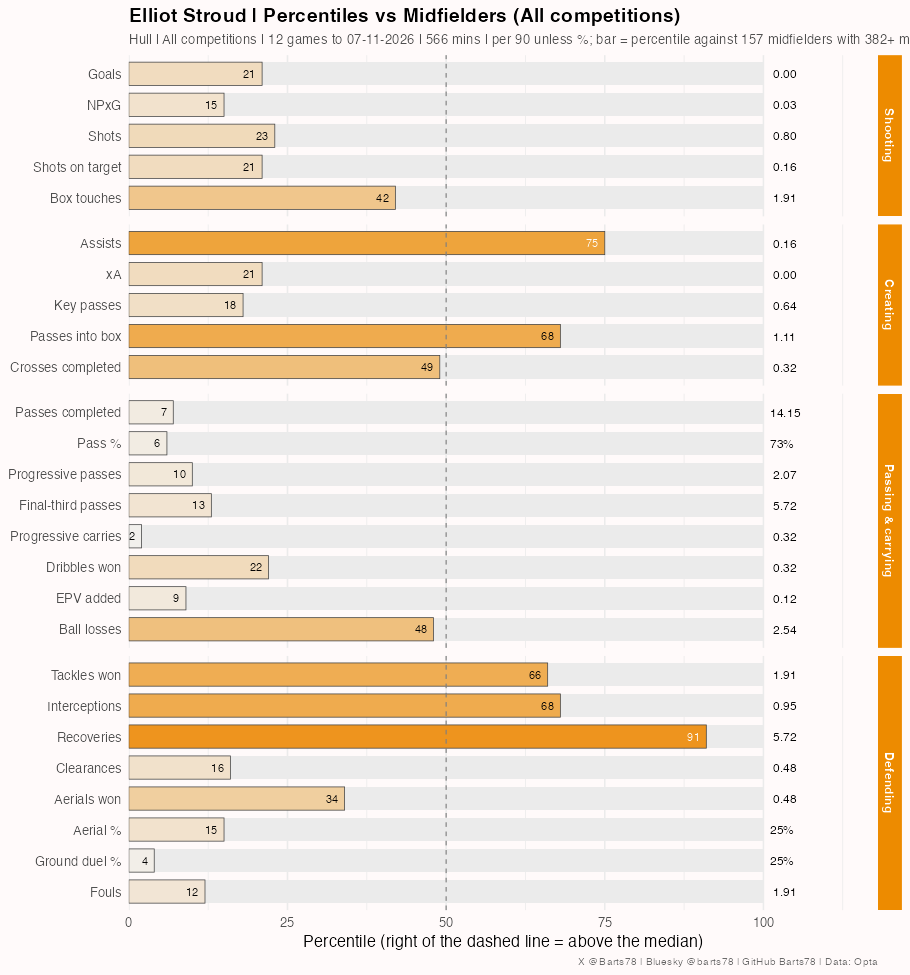 Elliot Stroud | Percentiles vs Midfielders (All competitions)
Hull | All competitions | 12 games to 07-11-2026 | 566 mins | per 90 unless %; bar = percentile against 157 midfielders with 382+ m
Goals 21 0.00
NPxG 15 0.03
Shots 23 0.80
Shots on target 21 0.16
Box touches 42 1.91
Shooting
Assists 75 0.16
xA 21 0.00
Key passes 18 0.64
Passes into box 68 1.11
Crosses completed 49 0.32
Creating
Passes completed 7 14.15
Pass % 6 73%
Progressive passes 10 2.07
Final-third passes 13 5.72
Progressive carries 2 0.32
Dribbles won 22 0.32
EPV added 9 0.12
Ball losses 48 2.54
Passing & carrying
Tackles won 66 1.91
Interceptions 68 0.95
Recoveries 91 5.72
Clearances 16 0.48
Aerials won 34 0.48
Aerial % 15 25%
Ground duel % 4 25%
Fouls 12 1.91
Defending
0 25 50 75 100
Percentile (right of the dashed line = above the median)
X @Barts78 | Bluesky @barts78 | GitHub Barts78 | Data: Opta